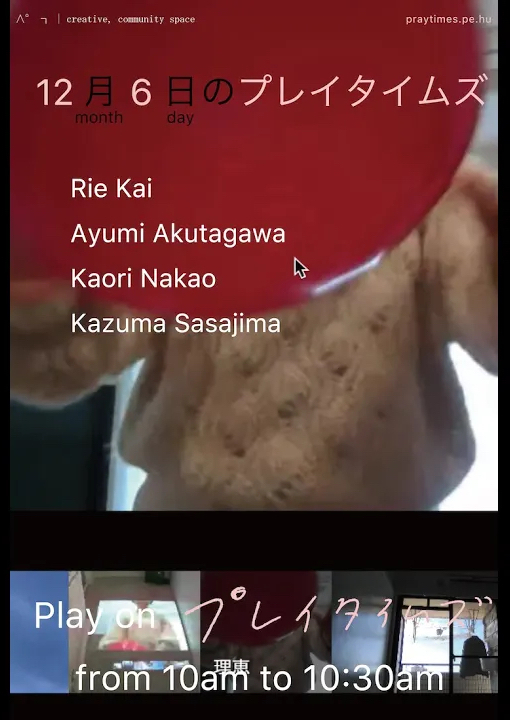 creative, community space
praytimes.pe.hu
12月6日のプレイタイムズ
month day
Rie Kai
Ayumi Akutagawa
Kaori Nakao
Kazuma Sasajima
Play on プレイタイムズ
理恵
from 10am to 10:30am